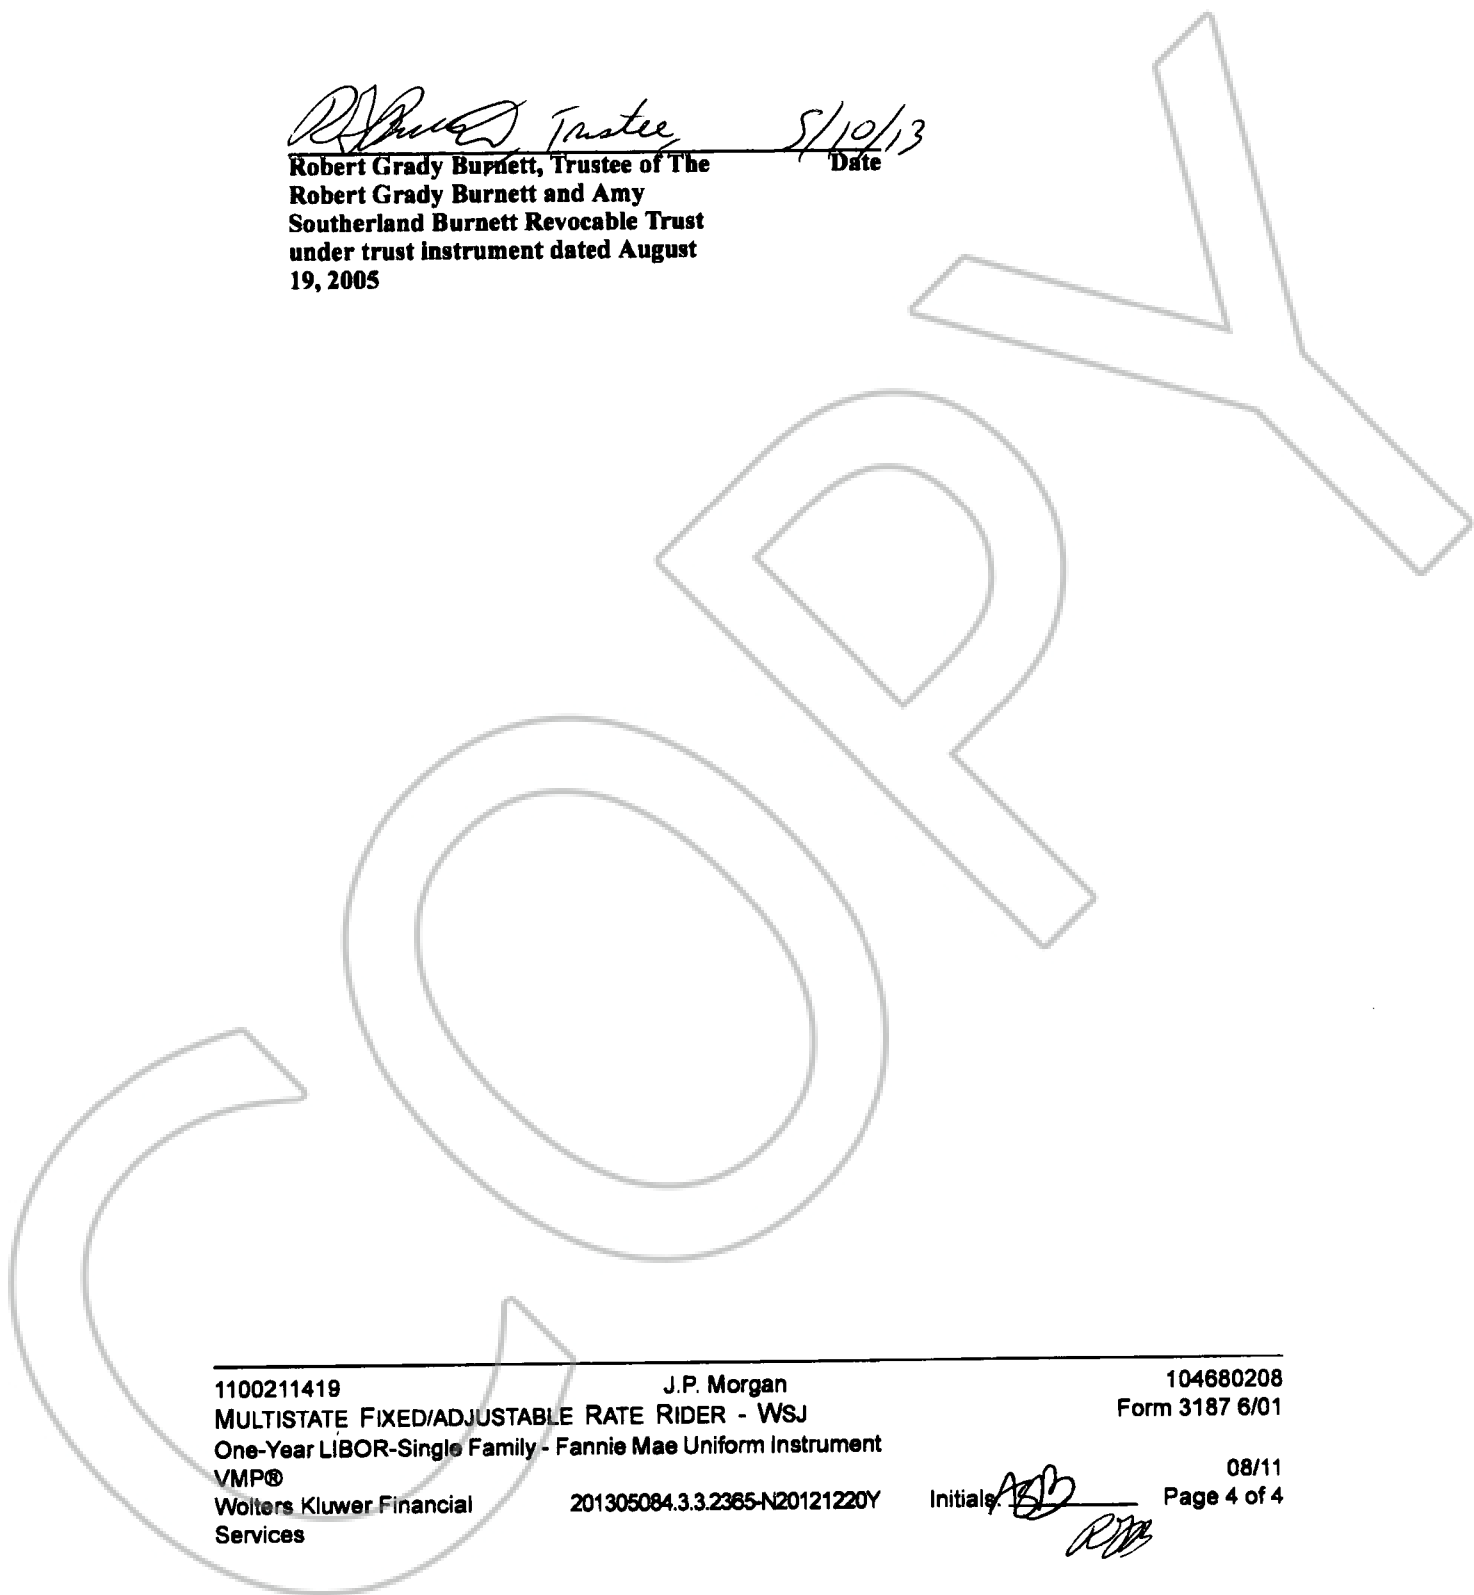 RGBurnett, Trustee, 5/10/13
Robert Grady Burnett, Trustee of The Date
Robert Grady Burnett and Amy
Southerland Burnett Revocable Trust
under trust instrument dated August
19, 2005
COPY
1100211419 J.P. Morgan 104680208
MULTISTATE FIXED/ADJUSTABLE RATE RIDER - WSJ Form 3187 6/01
One-Year LIBOR-Single Family - Fannie Mae Uniform Instrument
VMP® 08/11
Wolters Kluwer Financial 201305084.3.3.2365-N20121220Y Initials: ASB Page 4 of 4
Services RGB